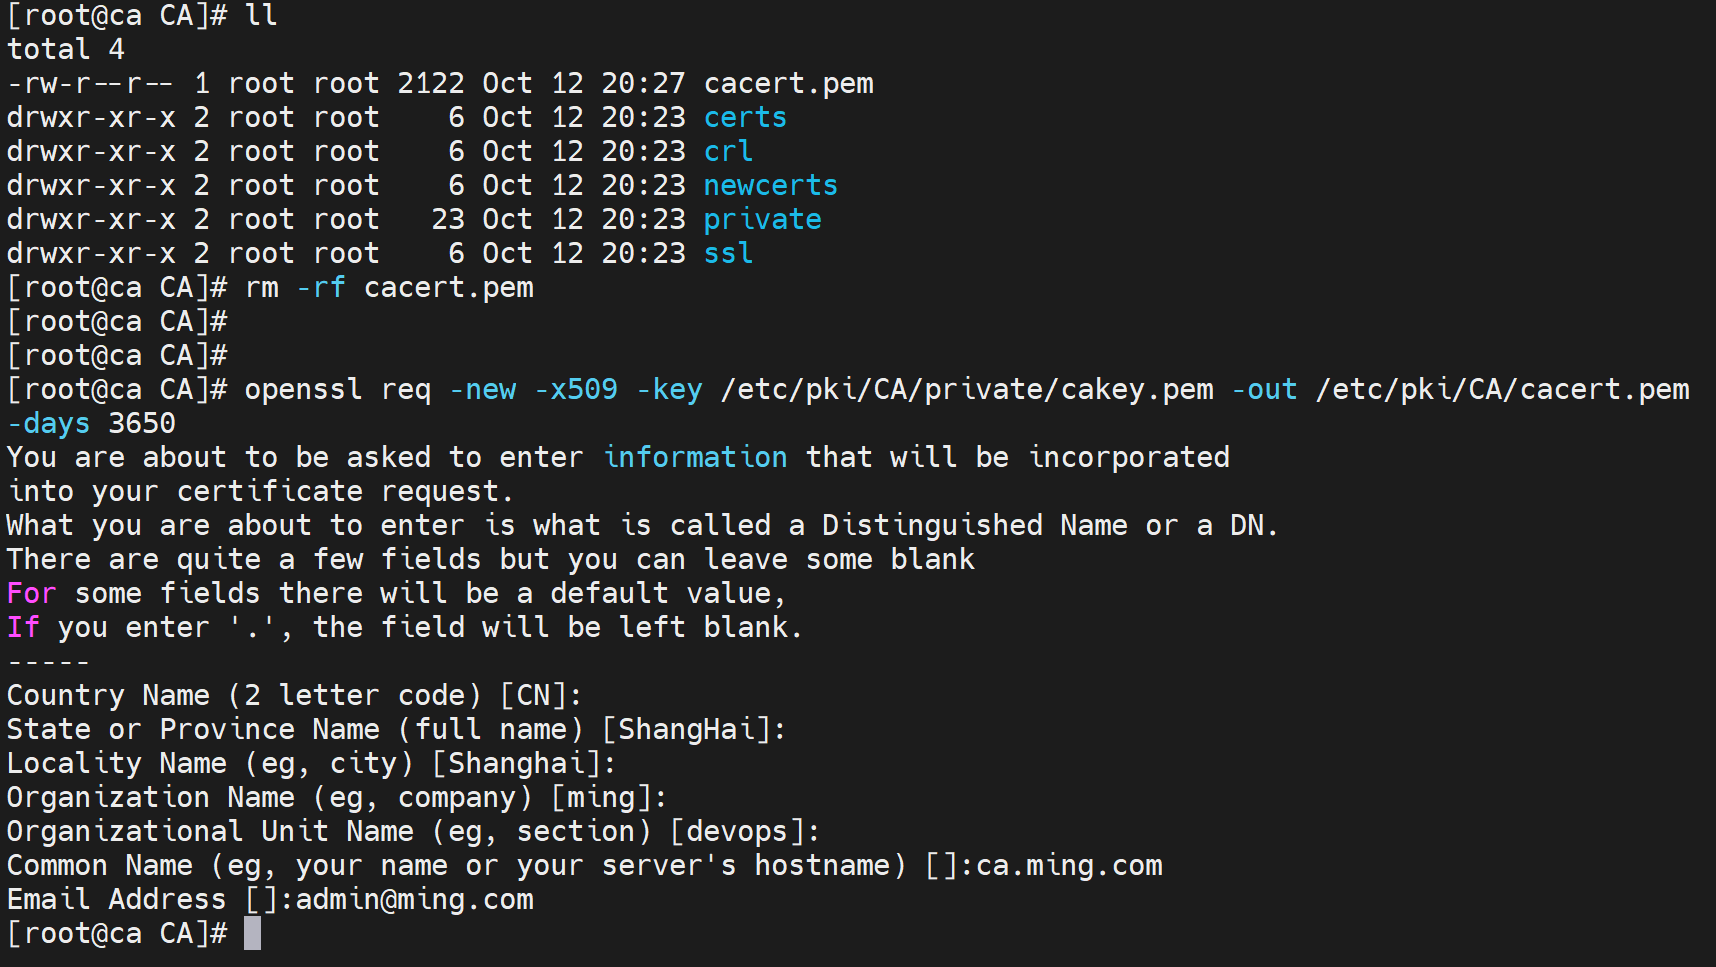 [root@ca CA]# ll
total 4
-rw-r--r-- 1 root root 2122 Oct 12 20:27 cacert.pem
drwxr-xr-x 2 root root    6 Oct 12 20:23 certs
drwxr-xr-x 2 root root    6 Oct 12 20:23 crl
drwxr-xr-x 2 root root    6 Oct 12 20:23 newcerts
drwxr-xr-x 2 root root   23 Oct 12 20:23 private
drwxr-xr-x 2 root root    6 Oct 12 20:23 ssl
[root@ca CA]# rm -rf cacert.pem
[root@ca CA]#
[root@ca CA]#
[root@ca CA]# openssl req -new -x509 -key /etc/pki/CA/private/cakey.pem -out /etc/pki/CA/cacert.pem
-days 3650
You are about to be asked to enter information that will be incorporated
into your certificate request.
What you are about to enter is what is called a Distinguished Name or a DN.
There are quite a few fields but you can leave some blank
For some fields there will be a default value,
If you enter '.', the field will be left blank.
-----
Country Name (2 letter code) [CN]:
State or Province Name (full name) [ShangHai]:
Locality Name (eg, city) [Shanghai]:
Organization Name (eg, company) [ming]:
Organizational Unit Name (eg, section) [devops]:
Common Name (eg, your name or your server's hostname) []:ca.ming.com
Email Address []:admin@ming.com
[root@ca CA]#